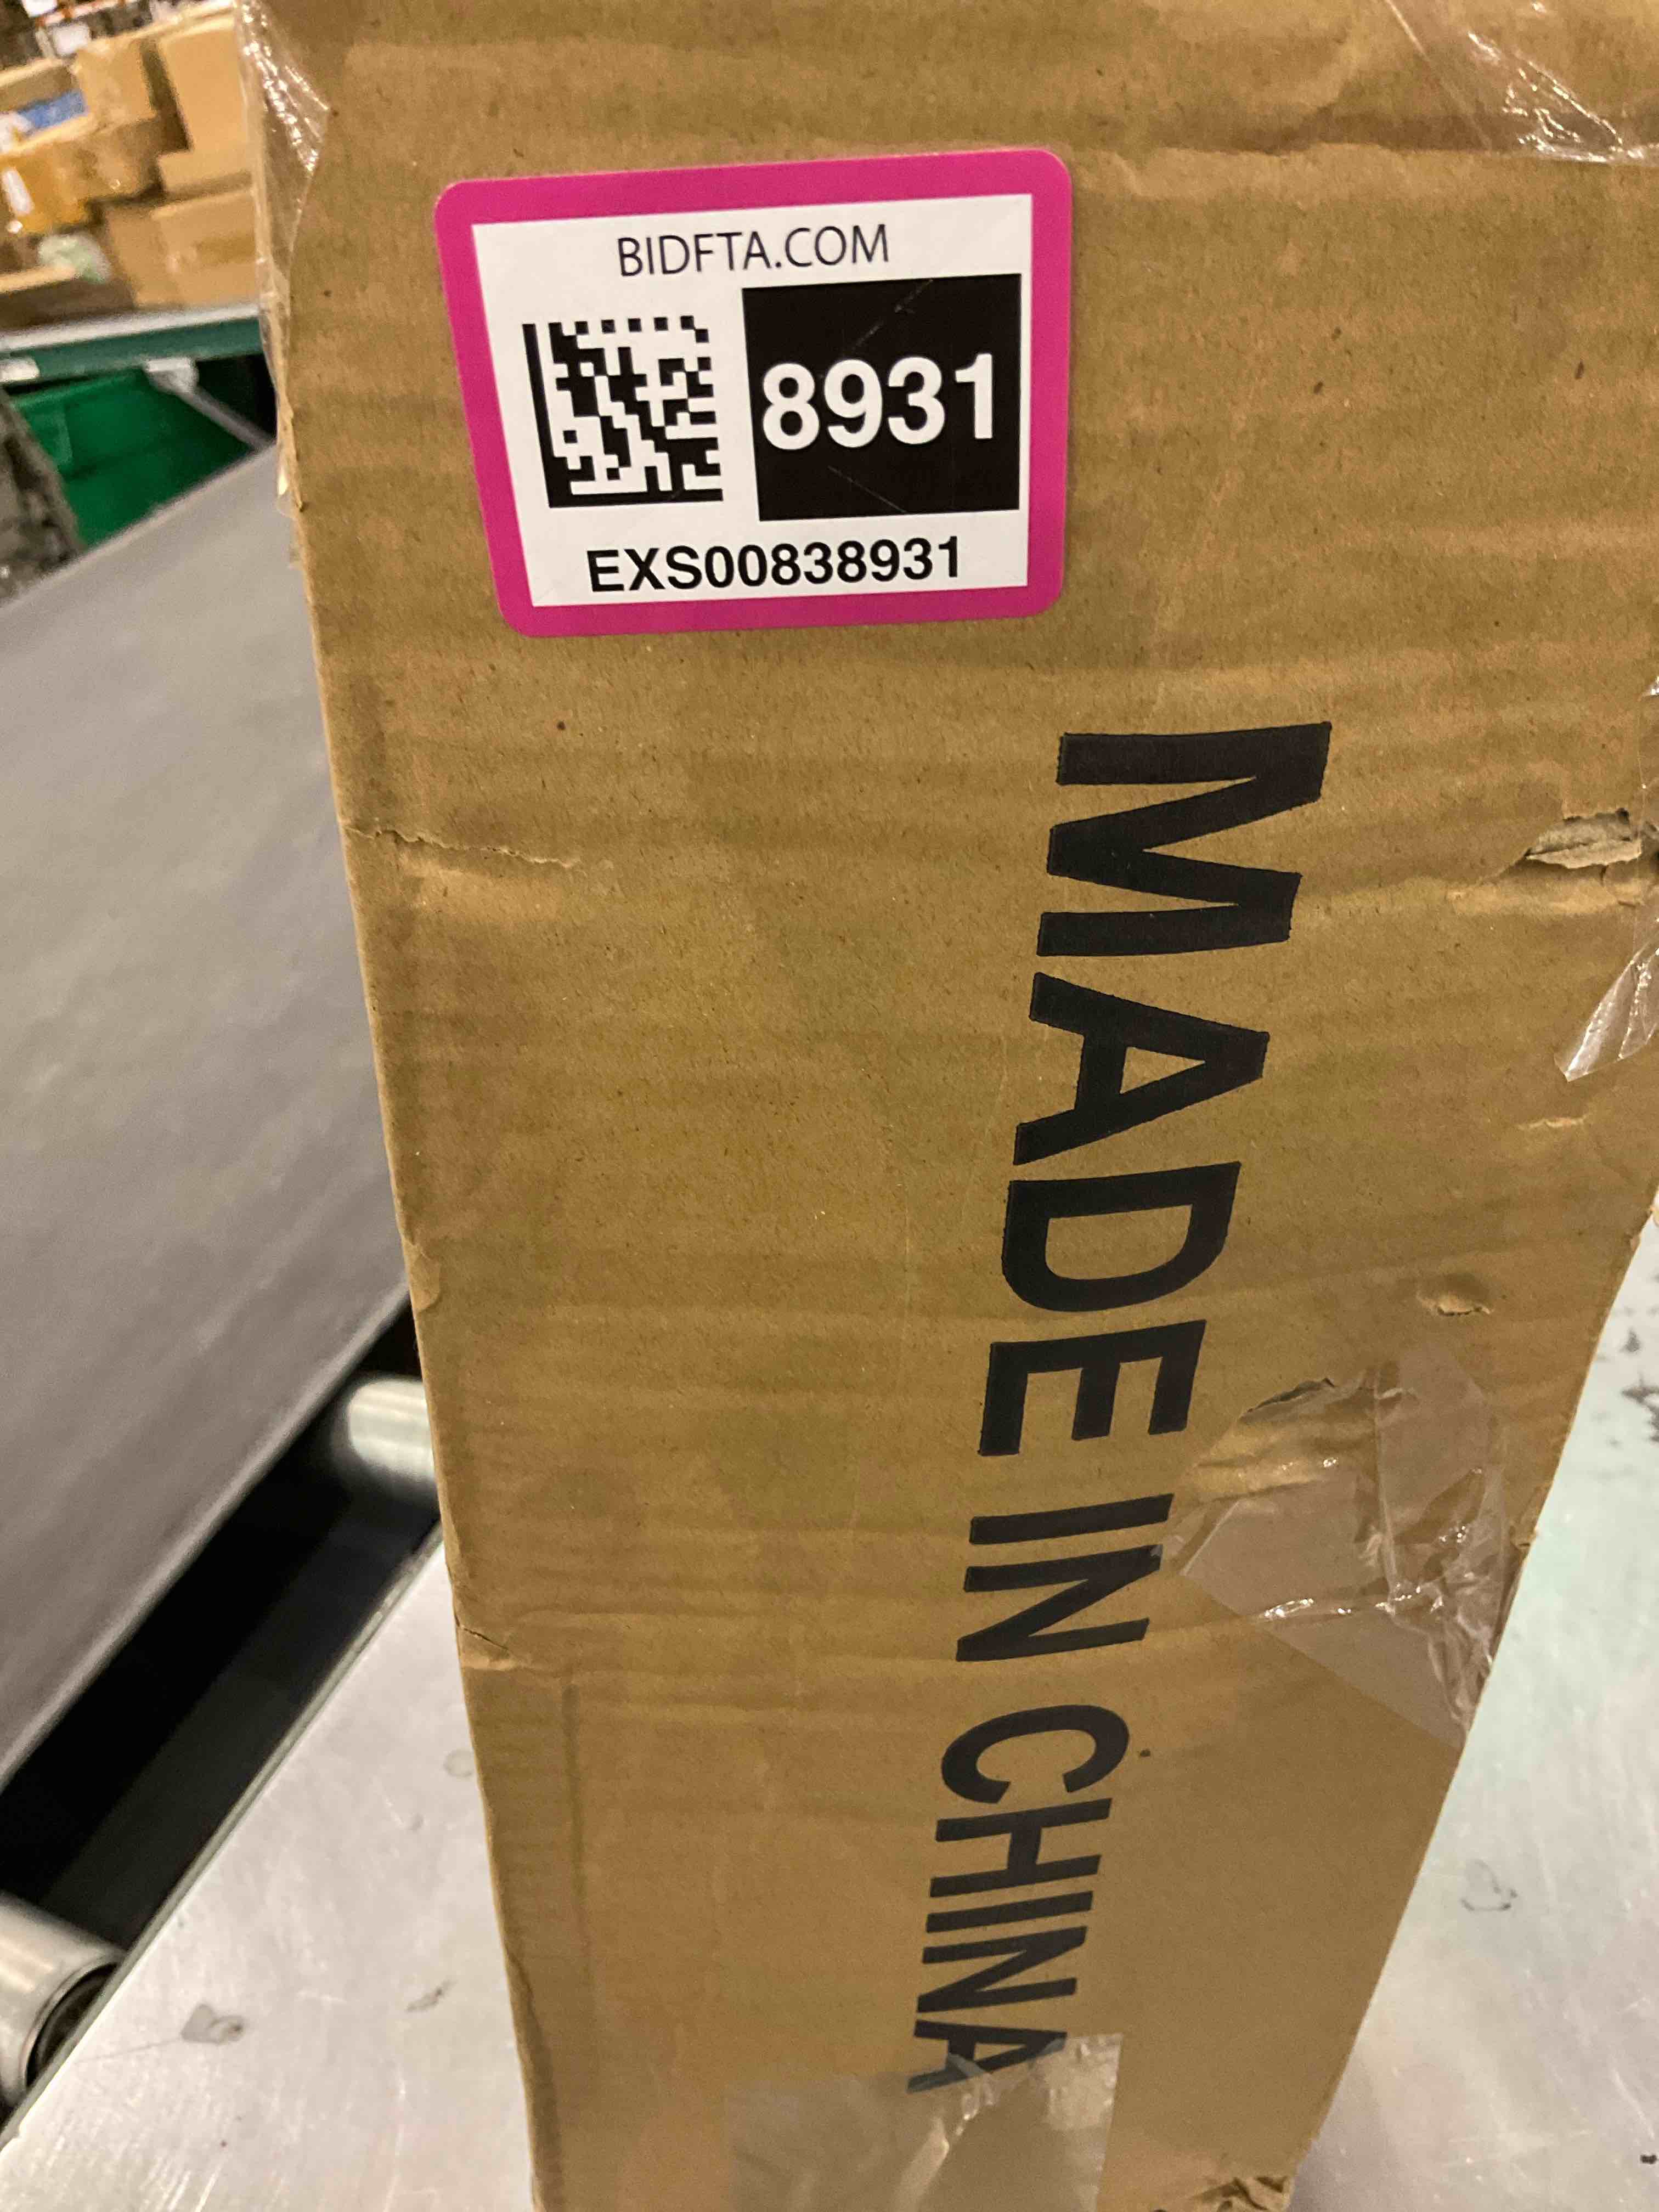 BIDFTA.COM
8931
EXS00838931
MADE IN CHINA